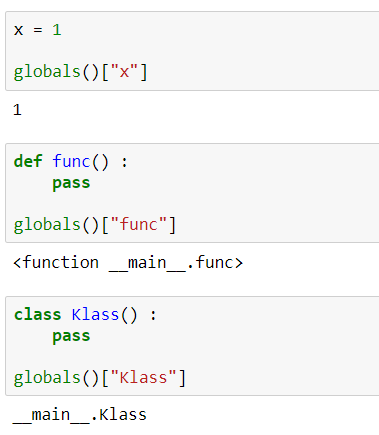 x = 1
globals()["x"]
1
def func() :
    pass
globals()["func"]
<function __main__.func>
class Klass() :
    pass
globals()["Klass"]
__main__.Klass